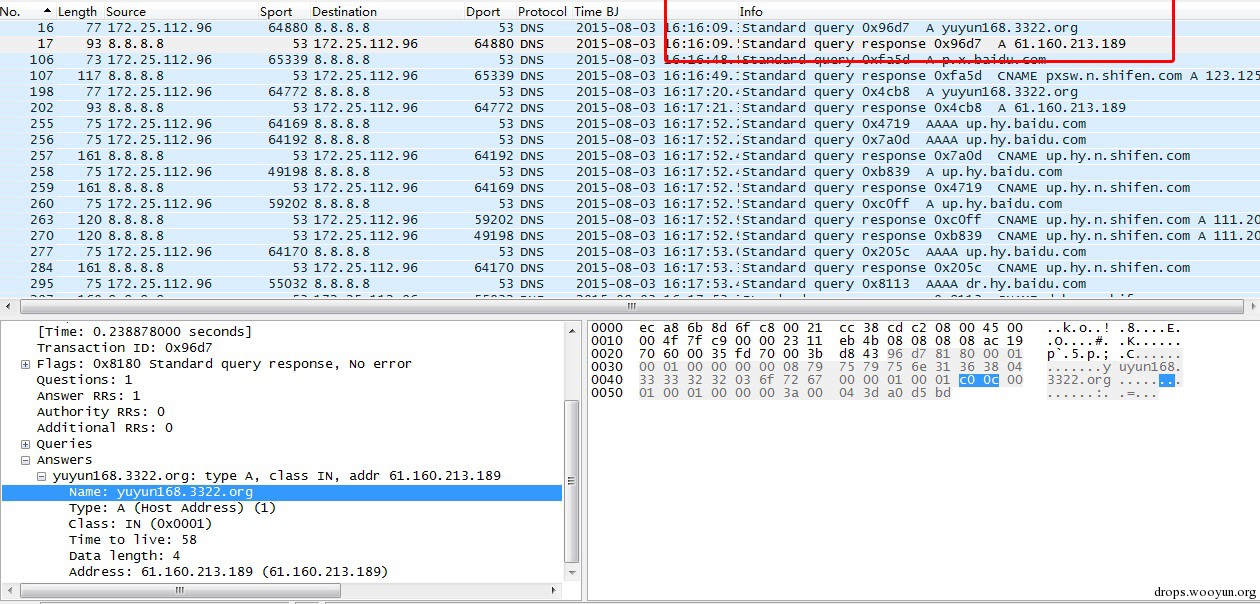 No. Length Source Sport Destination Dport Protocol Time BJ Info
16 77 172.25.112.96 64880 8.8.8.8 53 DNS 2015-08-03 16:16:09. Standard query 0x96d7 A yuyun168.3322.org
17 93 8.8.8.8 53 172.25.112.96 64880 DNS 2015-08-03 16:16:09. Standard query response 0x96d7 A 61.160.213.189
106 73 172.25.112.96 65339 8.8.8.8 53 DNS 2015-08-03 16:16:48. Standard query 0xfa5d A p.x.baidu.com
107 117 8.8.8.8 53 172.25.112.96 65339 DNS 2015-08-03 16:16:49. Standard query response 0xfa5d CNAME pxsw.n.shifen.com A 123.125
198 77 172.25.112.96 64772 8.8.8.8 53 DNS 2015-08-03 16:17:20. Standard query 0x4cb8 A yuyun168.3322.org
202 93 8.8.8.8 53 172.25.112.96 64772 DNS 2015-08-03 16:17:21. Standard query response 0x4cb8 A 61.160.213.189
255 75 172.25.112.96 64169 8.8.8.8 53 DNS 2015-08-03 16:17:52. Standard query 0x4719 AAAA up.hy.baidu.com
256 75 172.25.112.96 64192 8.8.8.8 53 DNS 2015-08-03 16:17:52. Standard query 0x7a0d AAAA up.hy.baidu.com
257 161 8.8.8.8 53 172.25.112.96 64192 DNS 2015-08-03 16:17:52. Standard query response 0x7a0d CNAME up.hy.n.shifen.com
258 75 172.25.112.96 49198 8.8.8.8 53 DNS 2015-08-03 16:17:52. Standard query 0xb839 A up.hy.baidu.com
259 161 8.8.8.8 53 172.25.112.96 64169 DNS 2015-08-03 16:17:52. Standard query response 0x4719 CNAME up.hy.n.shifen.com
260 75 172.25.112.96 59202 8.8.8.8 53 DNS 2015-08-03 16:17:52. Standard query 0xc0ff A up.hy.baidu.com
263 120 8.8.8.8 53 172.25.112.96 59202 DNS 2015-08-03 16:17:52. Standard query response 0xc0ff CNAME up.hy.n.shifen.com A 111.20
270 120 8.8.8.8 53 172.25.112.96 49198 DNS 2015-08-03 16:17:52. Standard query response 0xb839 CNAME up.hy.n.shifen.com A 111.20
277 75 172.25.112.96 64170 8.8.8.8 53 DNS 2015-08-03 16:17:53. Standard query 0x205c AAAA up.hy.baidu.com
284 161 8.8.8.8 53 172.25.112.96 64170 DNS 2015-08-03 16:17:53. Standard query response 0x205c CNAME up.hy.n.shifen.com
295 75 172.25.112.96 55032 8.8.8.8 53 DNS 2015-08-03 16:17:53. Standard query 0x8113 AAAA dr.hy.baidu.com
[Time: 0.238878000 seconds]
Transaction ID: 0x96d7
Flags: 0x8180 Standard query response, No error
Questions: 1
Answer RRs: 1
Authority RRs: 0
Additional RRs: 0
Queries
Answers
yuyun168.3322.org: type A, class IN, addr 61.160.213.189
Name: yuyun168.3322.org
Type: A (Host Address) (1)
Class: IN (0x0001)
Time to live: 58
Data length: 4
Address: 61.160.213.189 (61.160.213.189)
0000 ec a8 6b 8d 6f c8 00 21 cc 38 cd c2 08 00 45 00 ..k.o..! .8....E.
0010 00 4f 7f c9 00 00 23 11 eb 4b 08 08 08 08 ac 19 .O....#. .K......
0020 70 60 00 35 fd 70 00 3b d8 43 96 d7 81 80 00 01 p`.5.p.; .C......
0030 00 01 00 00 00 00 08 79 75 79 75 6e 31 36 38 04 .......y uyun168.
0040 33 33 32 32 03 6f 72 67 00 00 01 00 01 c0 0c 00 3322.org ........
0050 01 00 01 00 00 00 3a 00 04 3d a0 d5 bd ......:. .=...
drops.wooyun.org